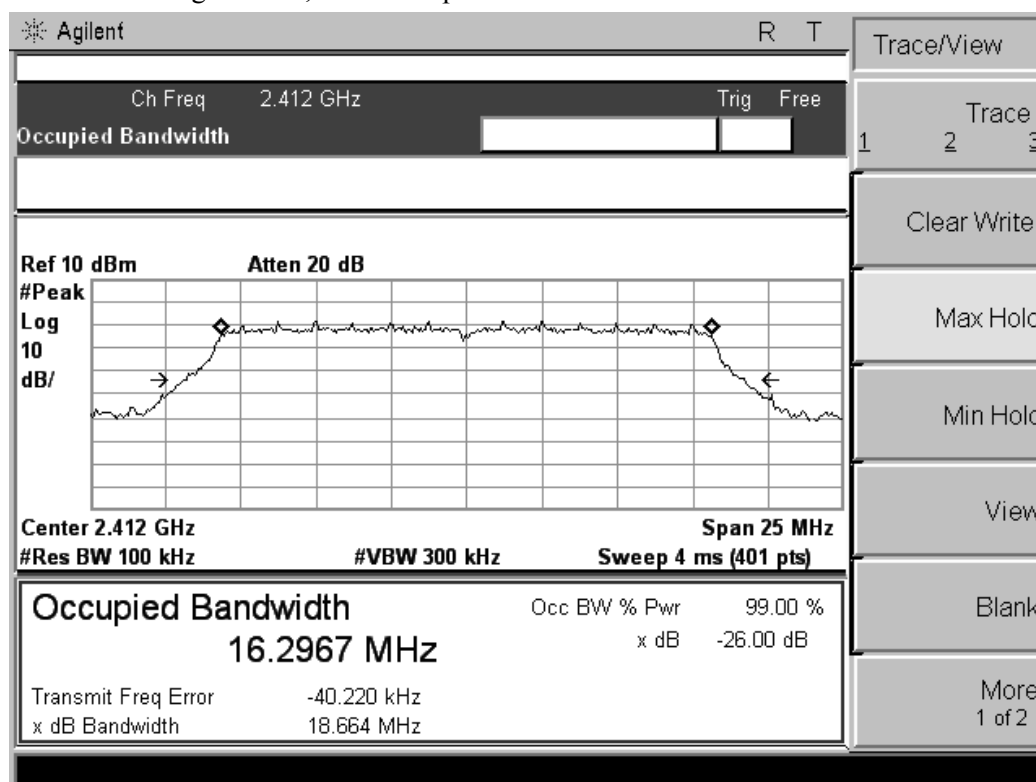 Agilent R T
Trace/View
Ch Freq 2.412 GHz Trig Free
Occupied Bandwidth
Trace
1 2 3
Clear Write
Max Hold
Min Hold
View
Blank
More
1 of 2
Ref 10 dBm Atten 20 dB
#Peak
Log
10
dB/
Center 2.412 GHz Span 25 MHz
#Res BW 100 kHz #VBW 300 kHz Sweep 4 ms (401 pts)
Occupied Bandwidth Occ BW % Pwr 99.00 %
16.2967 MHz x dB -26.00 dB
Transmit Freq Error -40.220 kHz
x dB Bandwidth 18.664 MHz